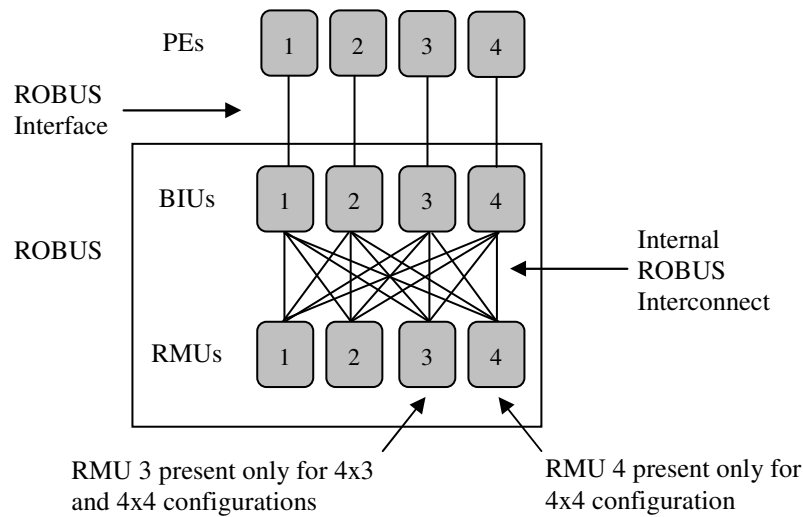 PEs
1 2 3 4
ROBUS
Interface
BIUs
1 2 3 4
ROBUS
Internal
ROBUS
Interconnect
RMUs
1 2 3 4
RMU 3 present only for 4x3
and 4x4 configurations
RMU 4 present only for
4x4 configuration